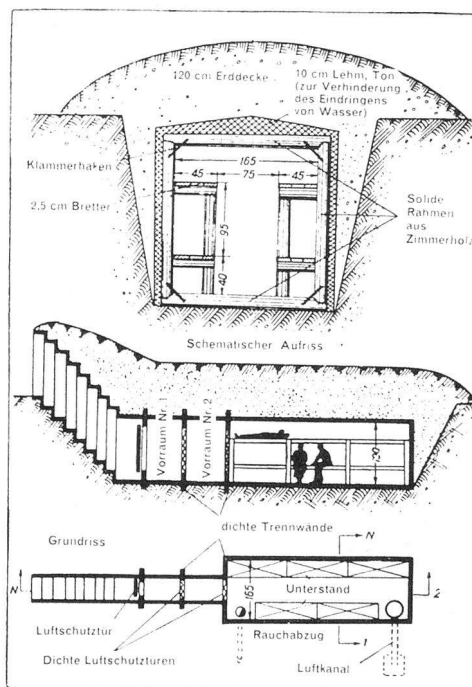 120 cm Erddecke
10 cm Lehm, Ton
(zur Verhinderung
des Eindringens
von Wasser)
Klammerhaken
165
45 75 45
2,5 cm Bretter
95
40
Solide
Rahmen
aus
Zimmerholz
Schematischer Aufriss
Vorraum Nr. 1
Vorraum Nr. 2
dichte Trennwände
Grundriss
N
N
165
Unterstand
2
Luftschutztür
Rauchabzug
1
Dichte Luftschutztüren
Luftkanal